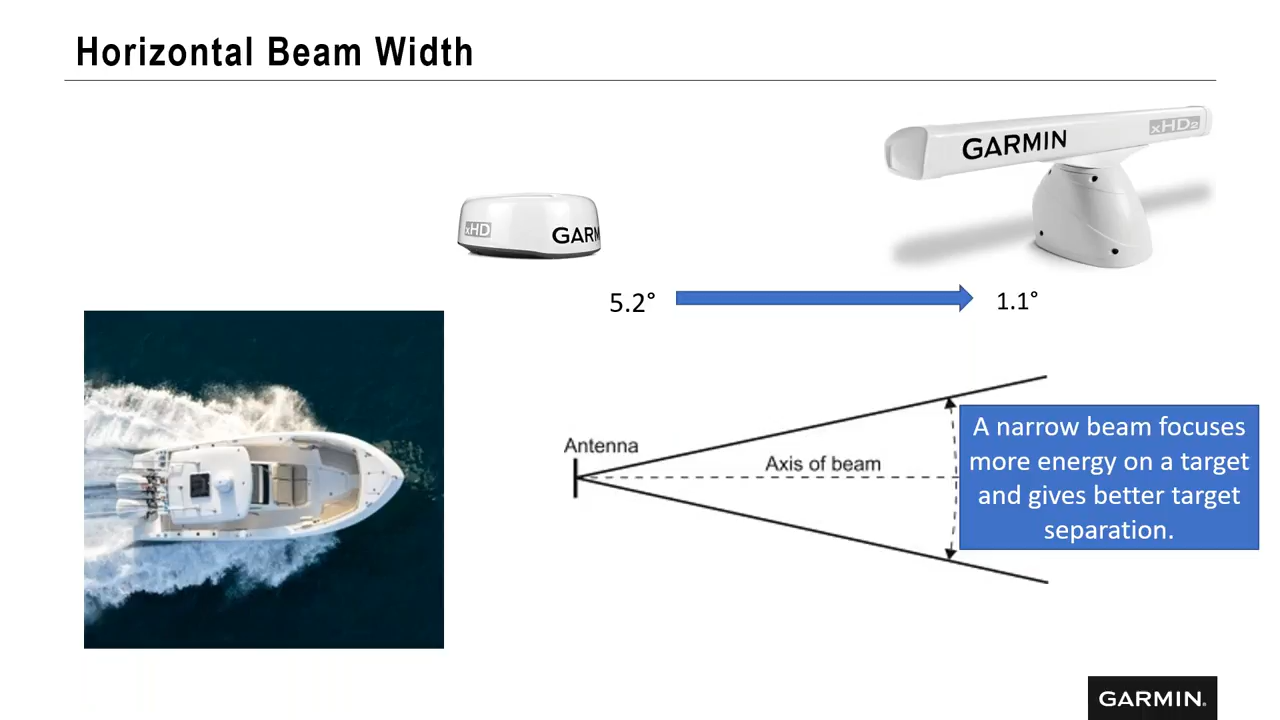 Horizontal Beam Width
GARMIN
xHD2
xHD
GARM
5.2°
1.1°
Antenna
Axis of beam
A narrow beam focuses
more energy on a target
and gives better target
separation.
GARMIN.